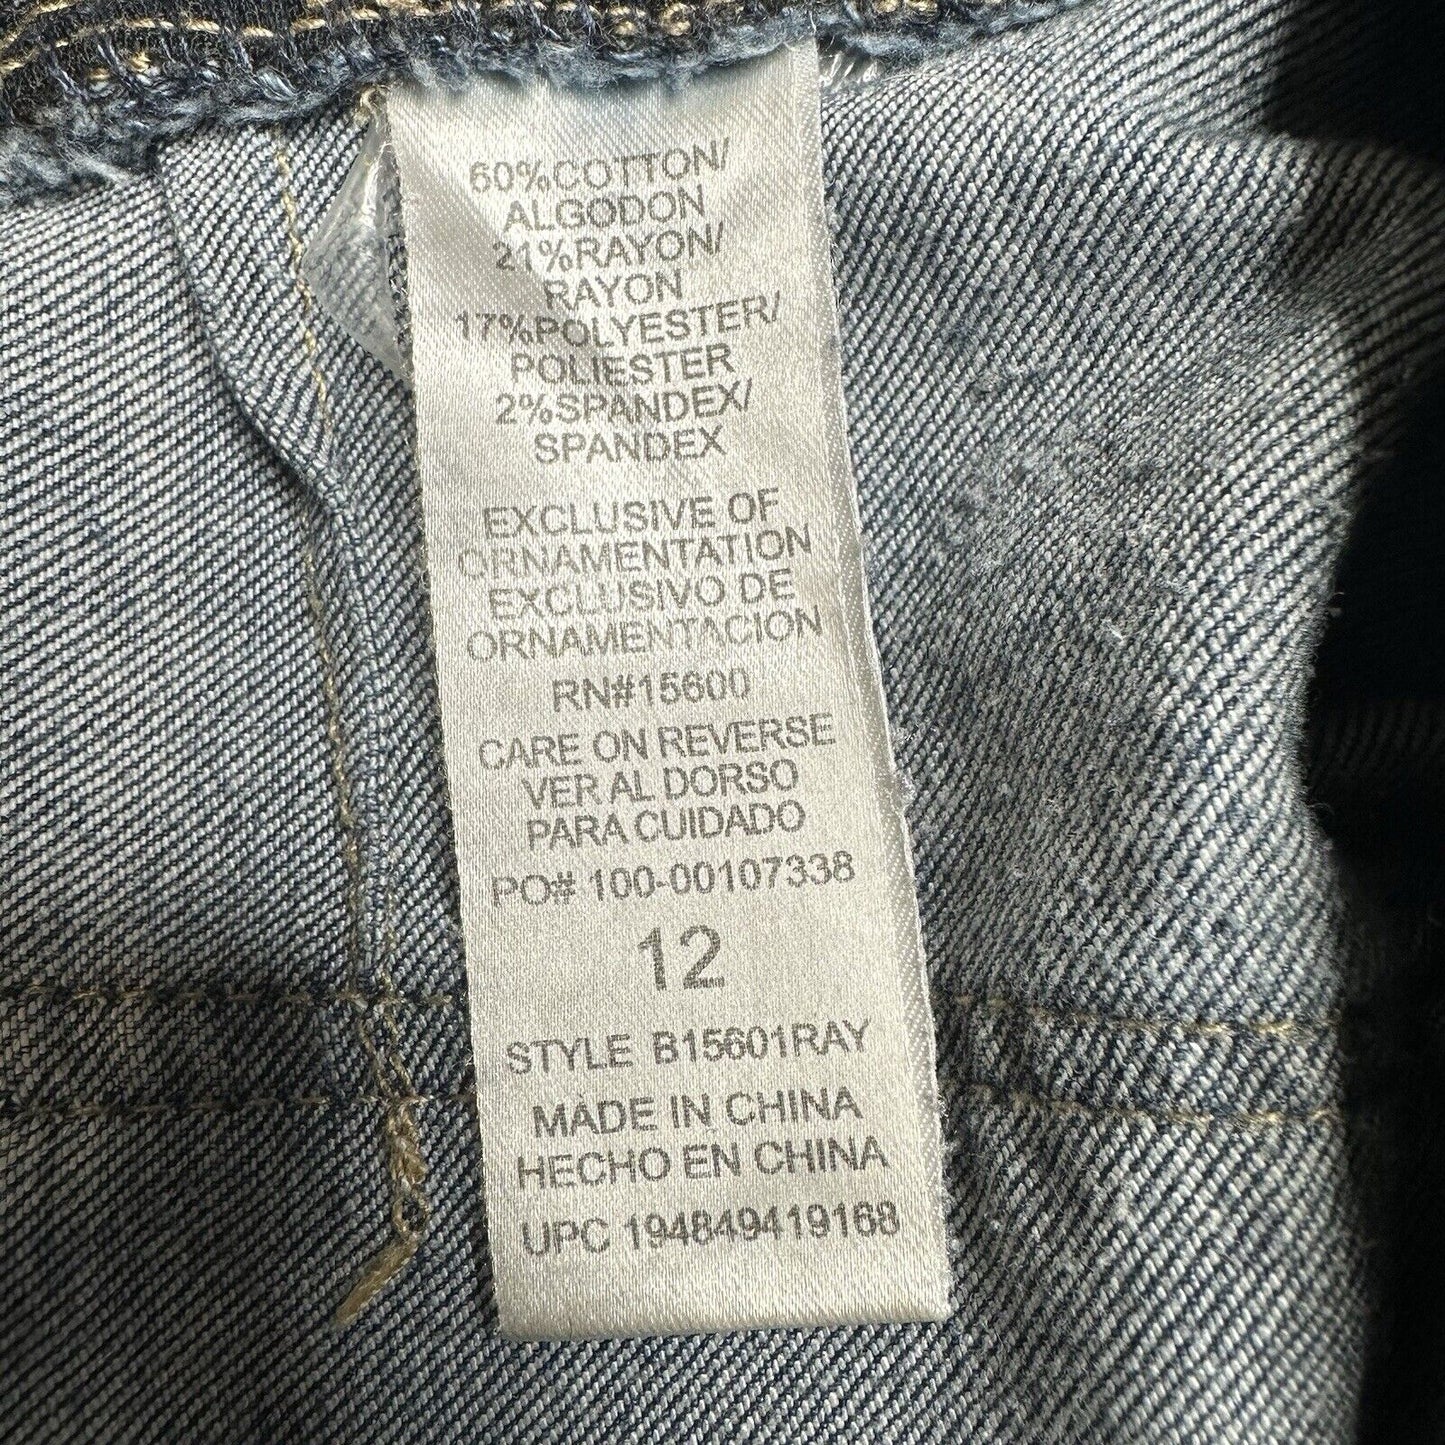 60%COTTON/
ALGODON
21%RAYON/
RAYON
17%POLYESTER/
POLIESTER
2%SPANDEX/
SPANDEX
EXCLUSIVE OF
ORNAMENTATION
EXCLUSIVO DE
ORNAMENTACION
RN#15600
CARE ON REVERSE
VER AL DORSO
PARA CUIDADO
PO# 100-00107338
12
STYLE B15601RAY
MADE IN CHINA
HECHO EN CHINA
UPC 194849419168